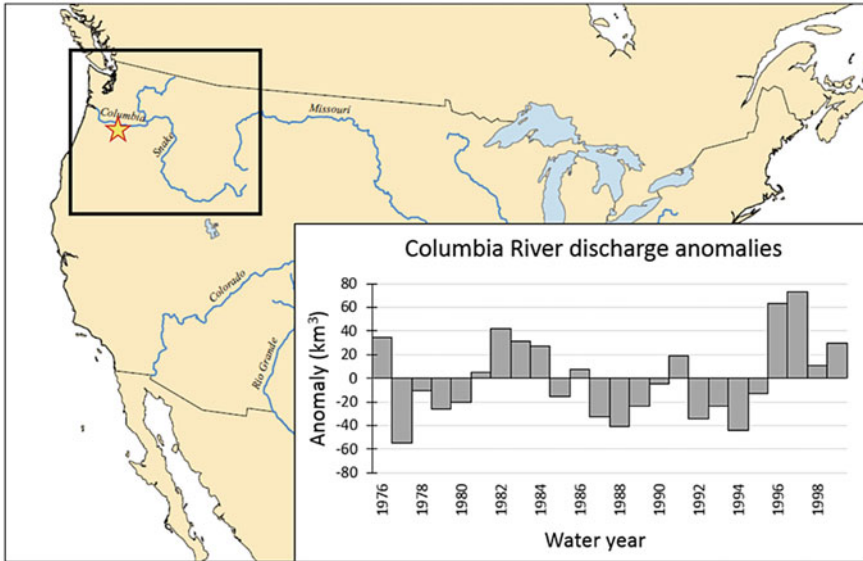 Columbia
Snake
Missouri
Colorado
Rio Grande
Columbia River discharge anomalies
80
60
40
20
0
-20
-40
-60
-80
Anomaly (km³)
1976
1978
1980
1982
1984
1986
1988
1990
1992
1994
1996
1998
Water year